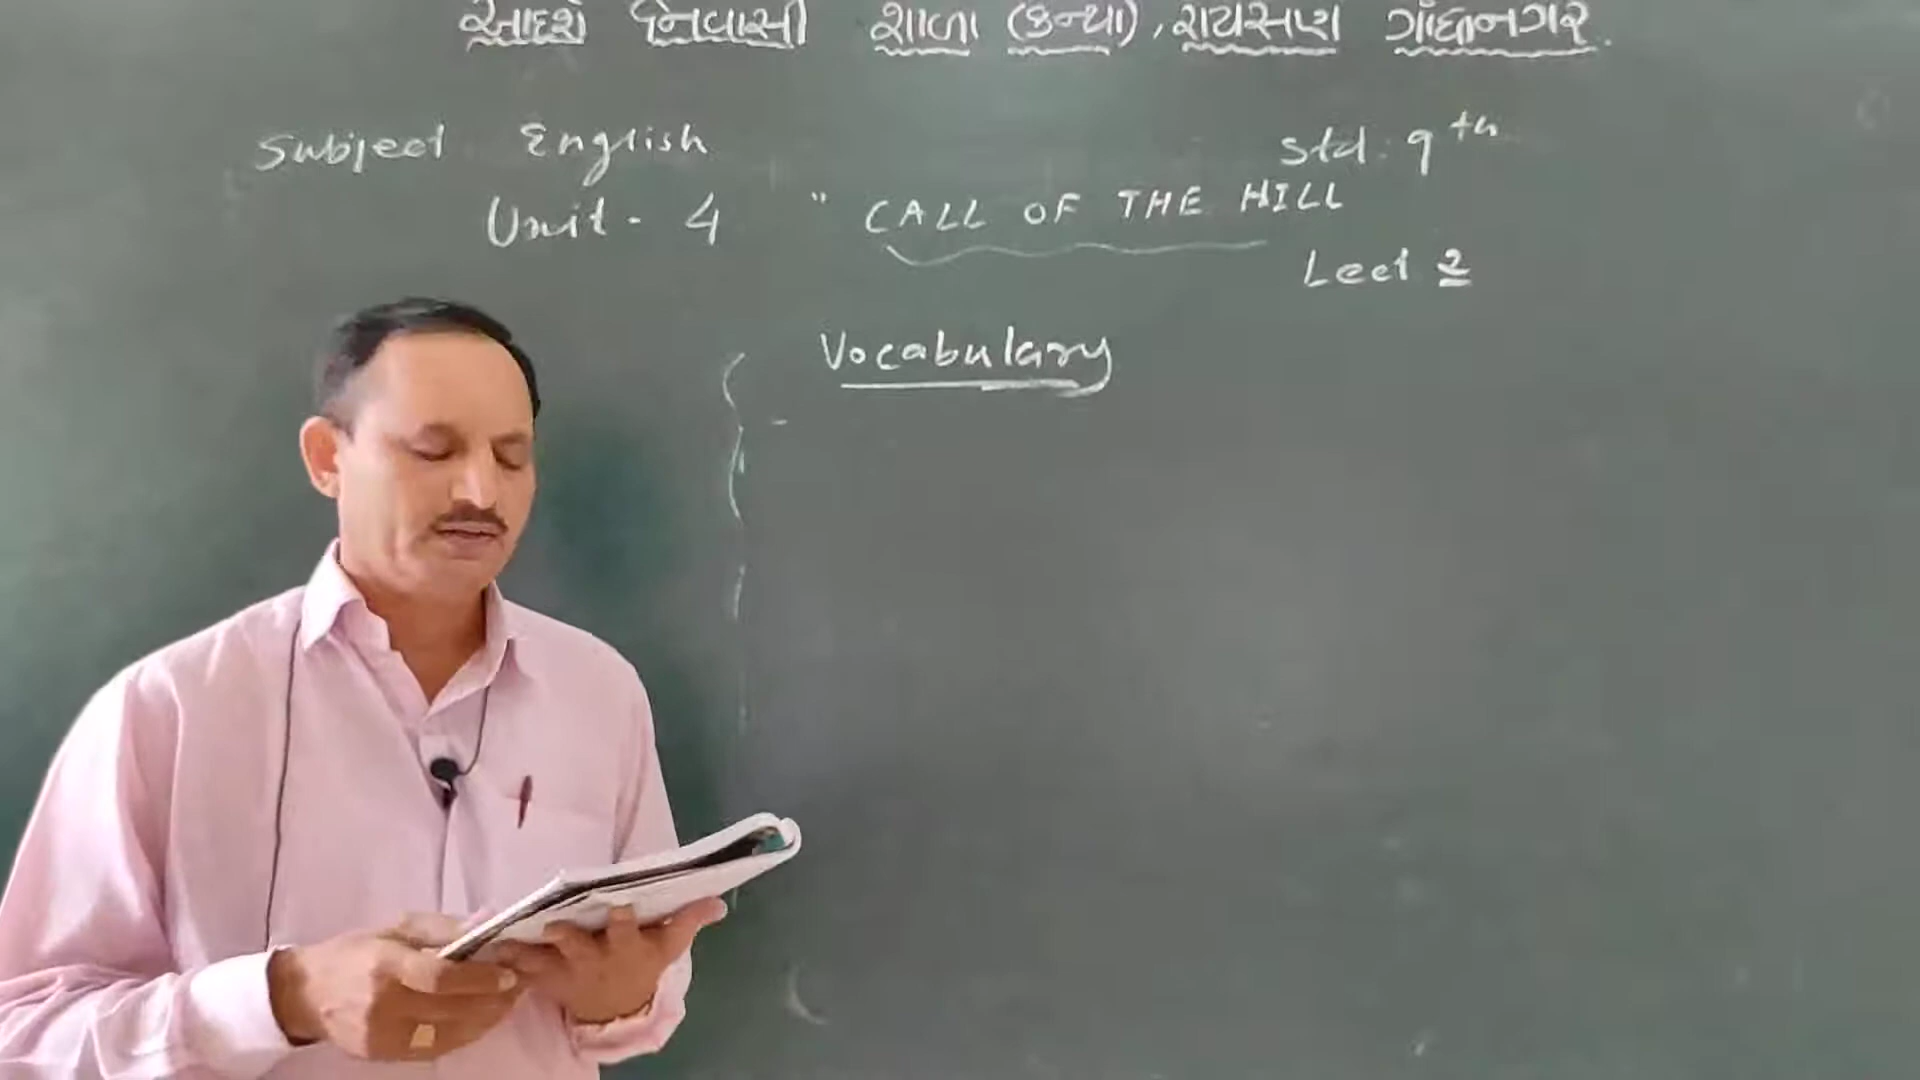 આદર્શ નિવાસી શાળા (કન્યા), રાયસણ ગાંધીનગર.
Subject English Std. 9th
Unit - 4 " CALL OF THE HILL
Lect 2
Vocabulary